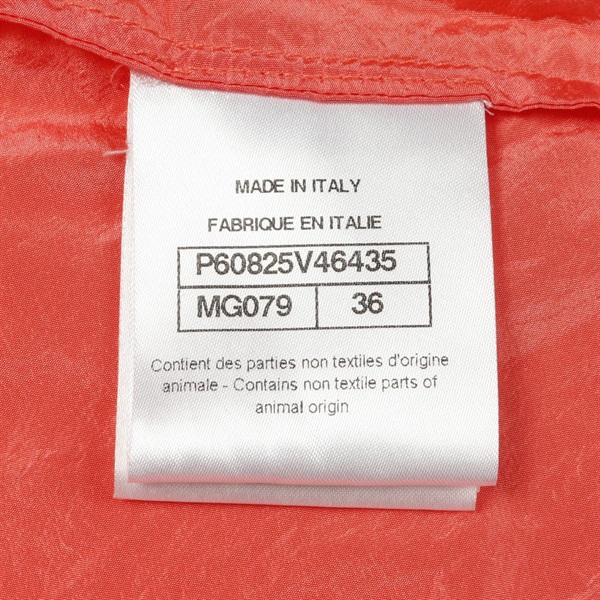 MADE IN ITALY
FABRIQUE EN ITALIE
P60825V46435
MG079 36
Contient des parties non textiles d'origine
animale - Contains non textile parts of
animal origin